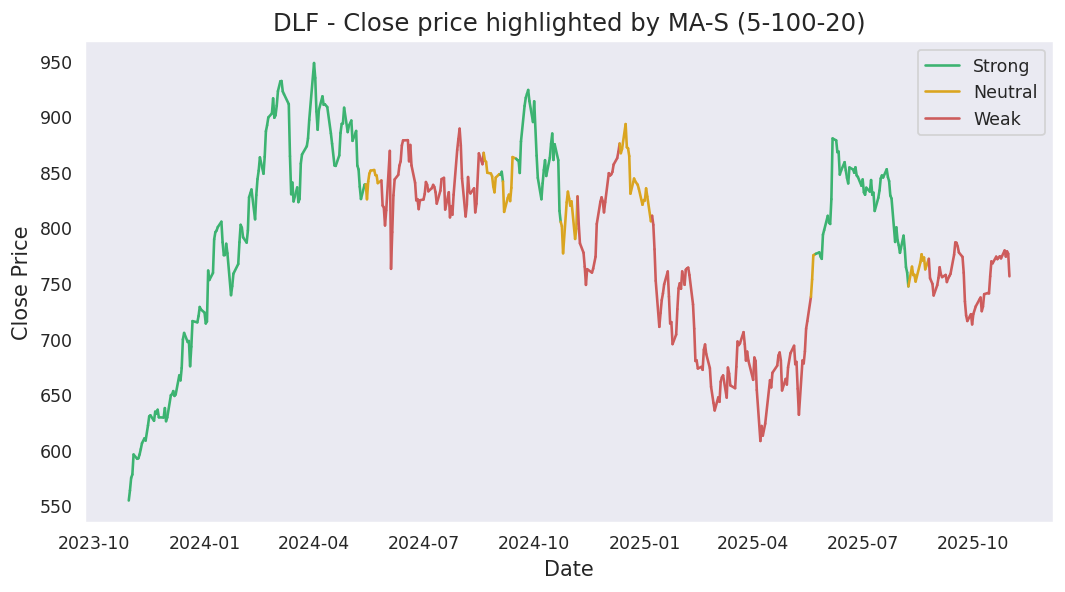 DLF - Close price highlighted by MA-S (5-100-20)
Strong
Neutral
Weak
Close Price
950
900
850
800
750
700
650
600
550
2023-10 2024-01 2024-04 2024-07 2024-10 2025-01 2025-04 2025-07 2025-10
Date